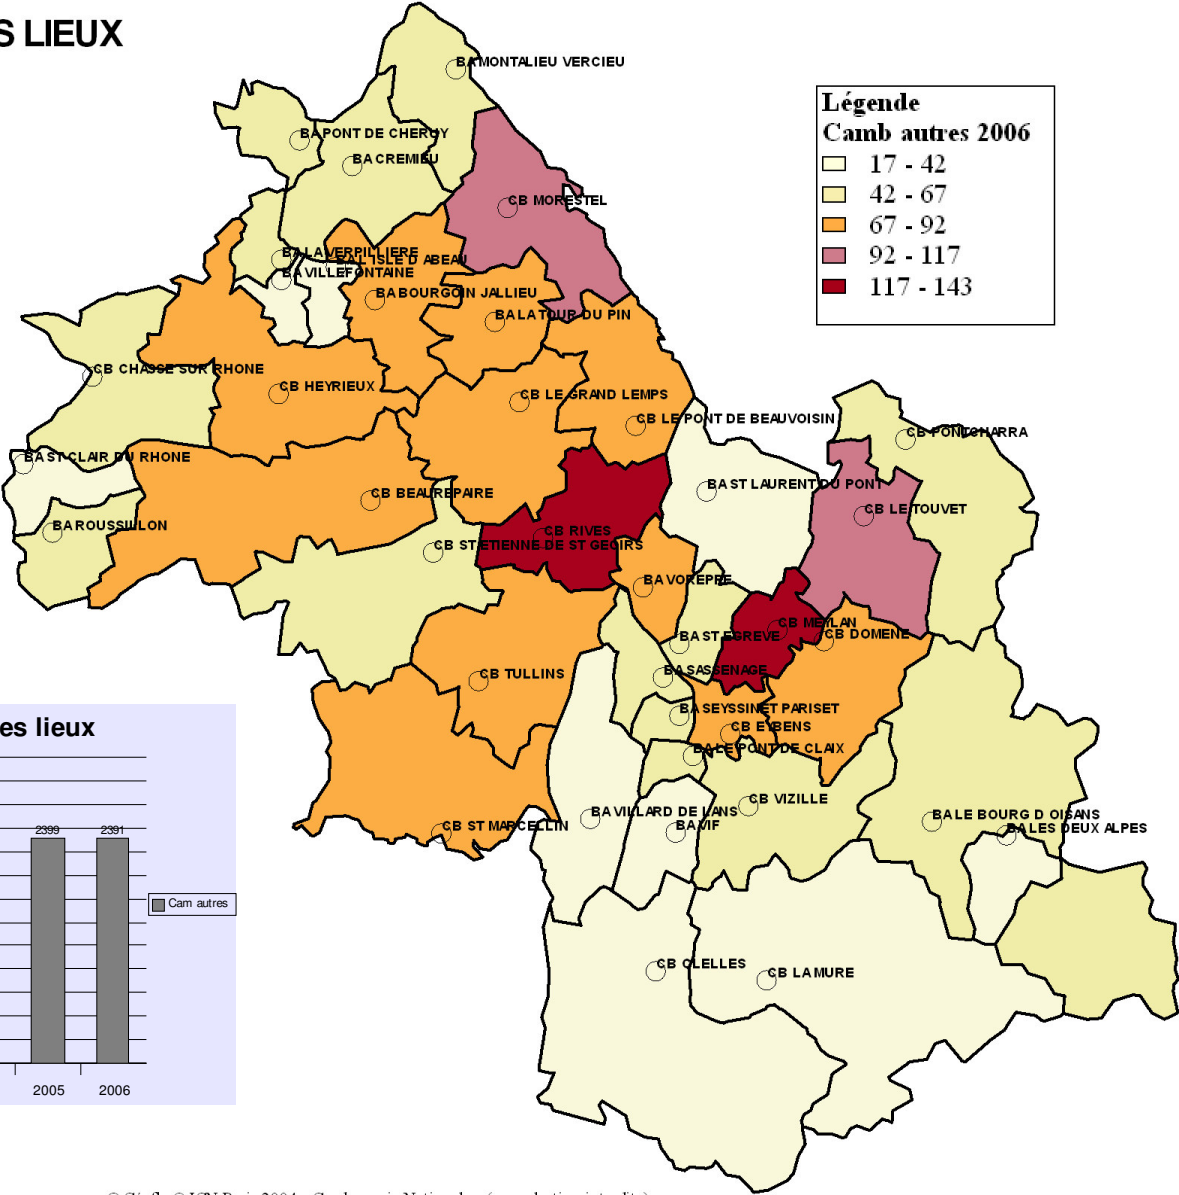 S LIEUX
BA MONTALIEU VERCIEU
Légende
Camb autres 2006
17 - 42
42 - 67
67 - 92
92 - 117
117 - 143
BA PONT DE CHERUY
BA CREMIEU
CB MORESTEL
BA LA VERPILLIERE
BA L ISLE D ABEAU
BA VILLEFONTAINE
BA BOURGOIN JALLIEU
BA LA TOUR DU PIN
CB CHASSE SUR RHONE
CB HEYRIEUX
CB LE GRAND LEMPS
CB LE PONT DE BEAUVOISIN
CB PONTCHARRA
BA ST CLAIR DU RHONE
BA ST LAURENT DU PONT
CB BEAUREPAIRE
CB LE TOUVET
BA ROUSSILLON
CB RIVES
CB ST ETIENNE DE ST GEOIRS
BA VOREPPE
CB MEYLAN
CB DOMENE
BA ST EGREVE
BA SASSENAGE
CB TULLINS
BA SEYSSINET PARISET
CB EYBENS
BA LE PONT DE CLAIX
CB VIZILLE
BA VILLARD DE LANS
BA VIF
CB ST MARCELLIN
BA LE BOURG D OISANS
BA LES DEUX ALPES
CB CLELLES
CB LA MURE
es lieux
2399 2391
Cam autres
2005 2006